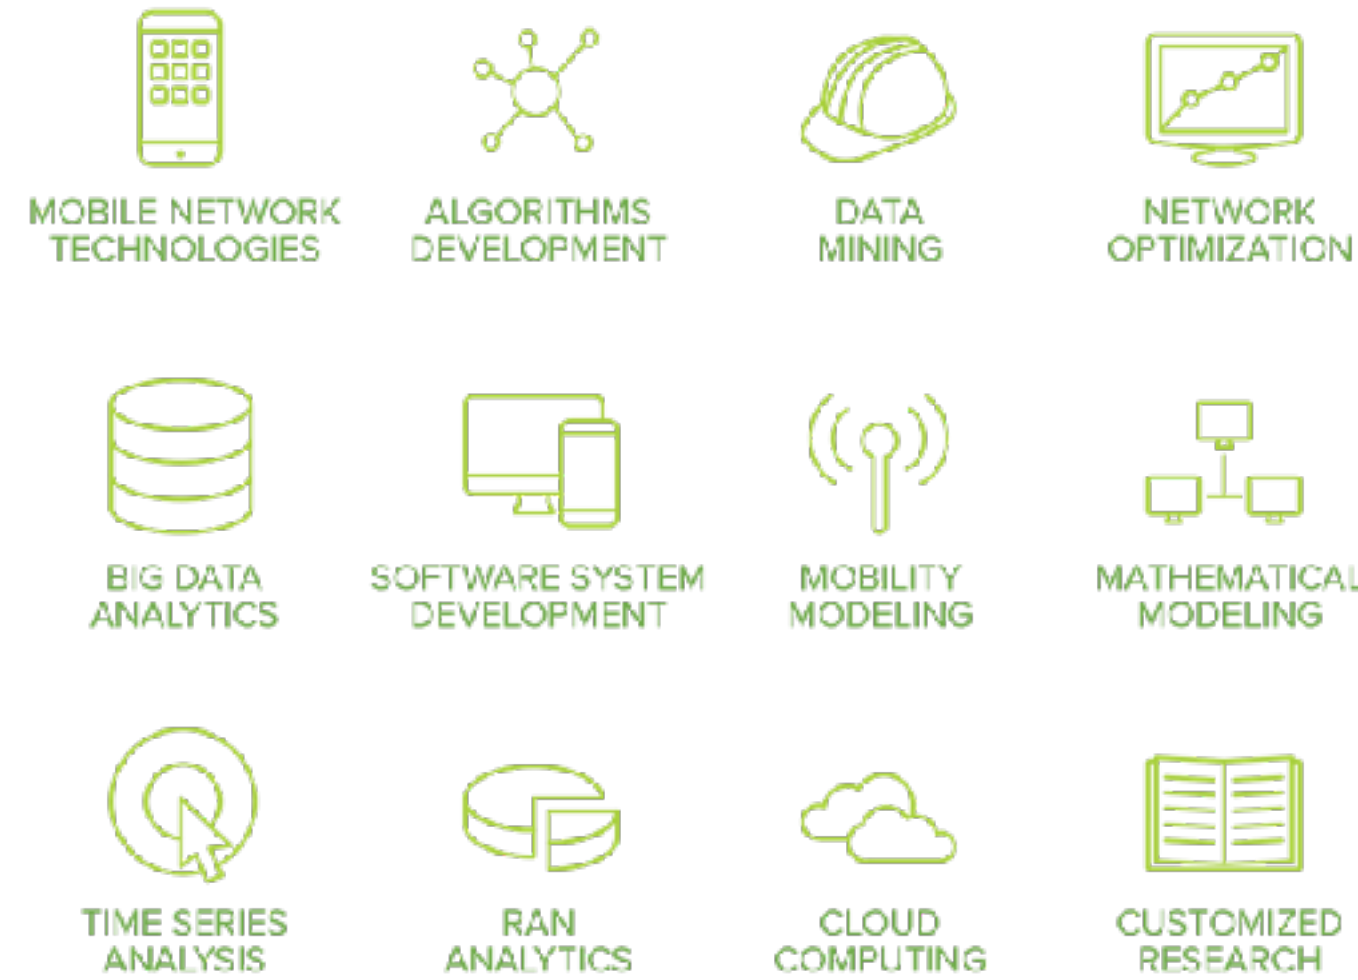 MOBILE NETWORK
TECHNOLOGIES
ALGORITHMS
DEVELOPMENT
DATA
MINING
NETWORK
OPTIMIZATION
BIG DATA
ANALYTICS
SOFTWARE SYSTEM
DEVELOPMENT
MOBILITY
MODELING
MATHEMATICAL
MODELING
TIME SERIES
ANALYSIS
RAN
ANALYTICS
CLOUD
COMPUTING
CUSTOMIZED
RESEARCH